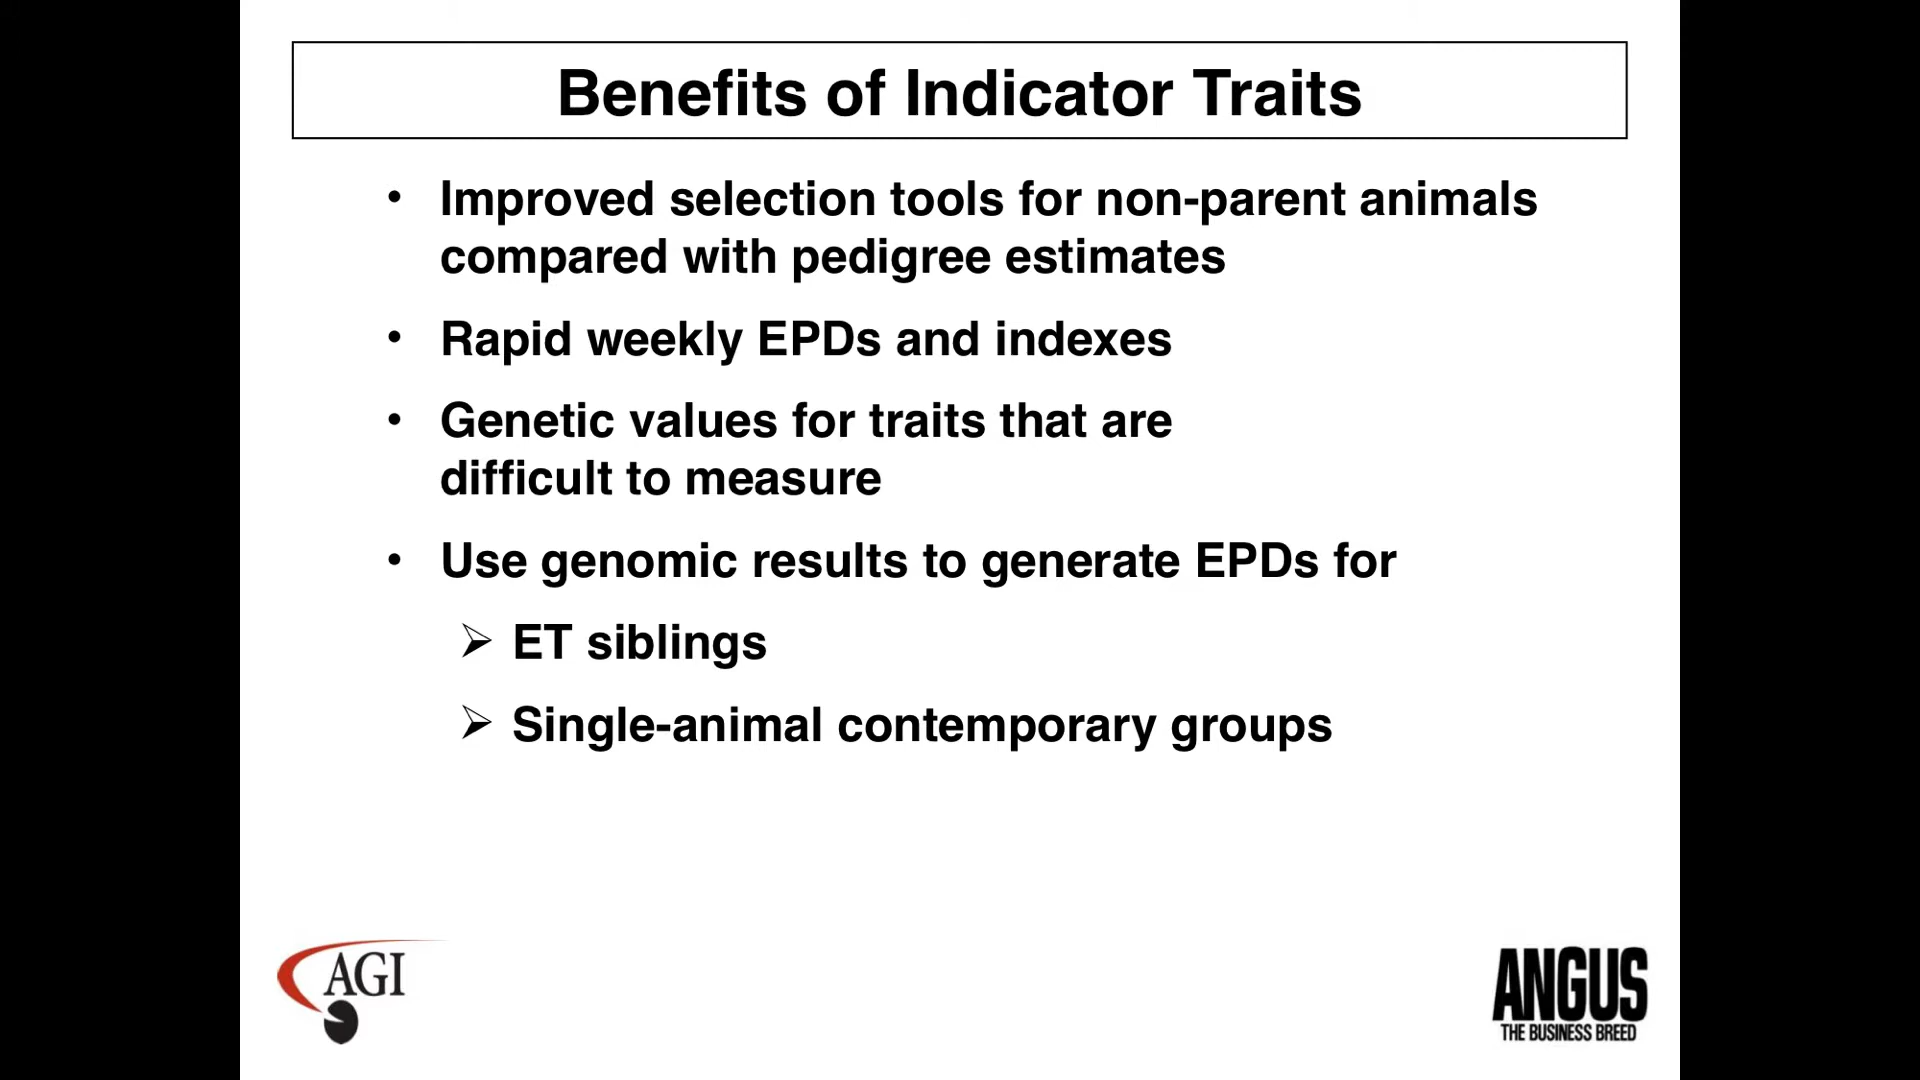 Benefits of Indicator Traits
• Improved selection tools for non-parent animals
compared with pedigree estimates
• Rapid weekly EPDs and indexes
• Genetic values for traits that are
difficult to measure
• Use genomic results to generate EPDs for
➢ ET siblings
➢ Single-animal contemporary groups
AGI
ANGUS
THE BUSINESS BREED